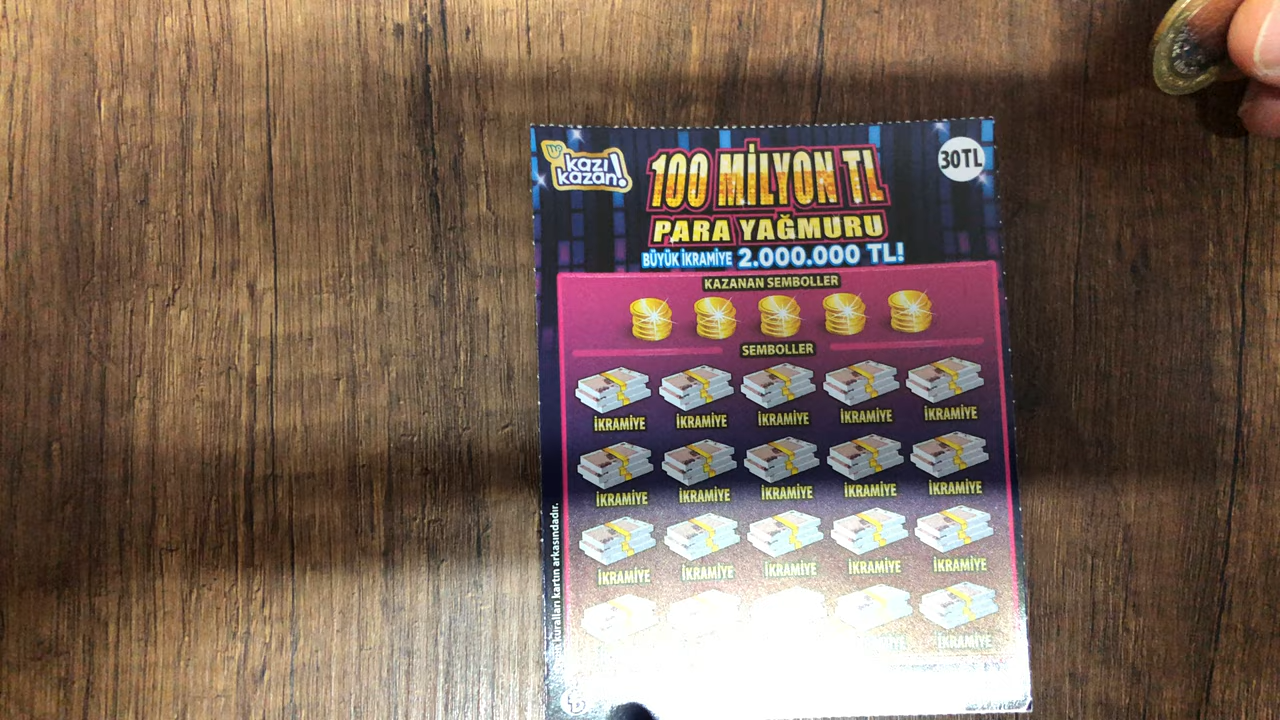 kazı
kazan!
100 MİLYON TL
30TL
PARA YAĞMURU
BÜYÜK İKRAMİYE 2.000.000 TL!
KAZANAN SEMBOLLER
SEMBOLLER
İKRAMİYE İKRAMİYE İKRAMİYE İKRAMİYE İKRAMİYE
İKRAMİYE İKRAMİYE İKRAMİYE İKRAMİYE İKRAMİYE
İKRAMİYE İKRAMİYE İKRAMİYE İKRAMİYE İKRAMİYE
İKRAMİYE
kuralları kartın arkasındadır.